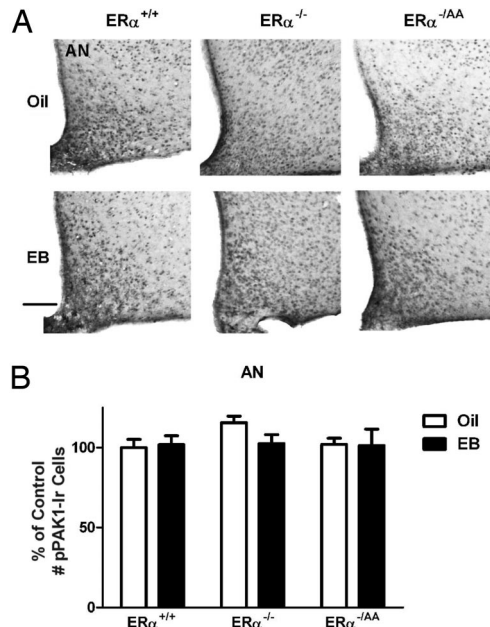 A
ERα+/+ ERα-/- ERα-/AA
AN
Oil
EB
B
AN
% of Control
# pPAK1-Ir Cells
100
50
0
Oil
EB
ERα+/+ ERα-/- ERα-/AA